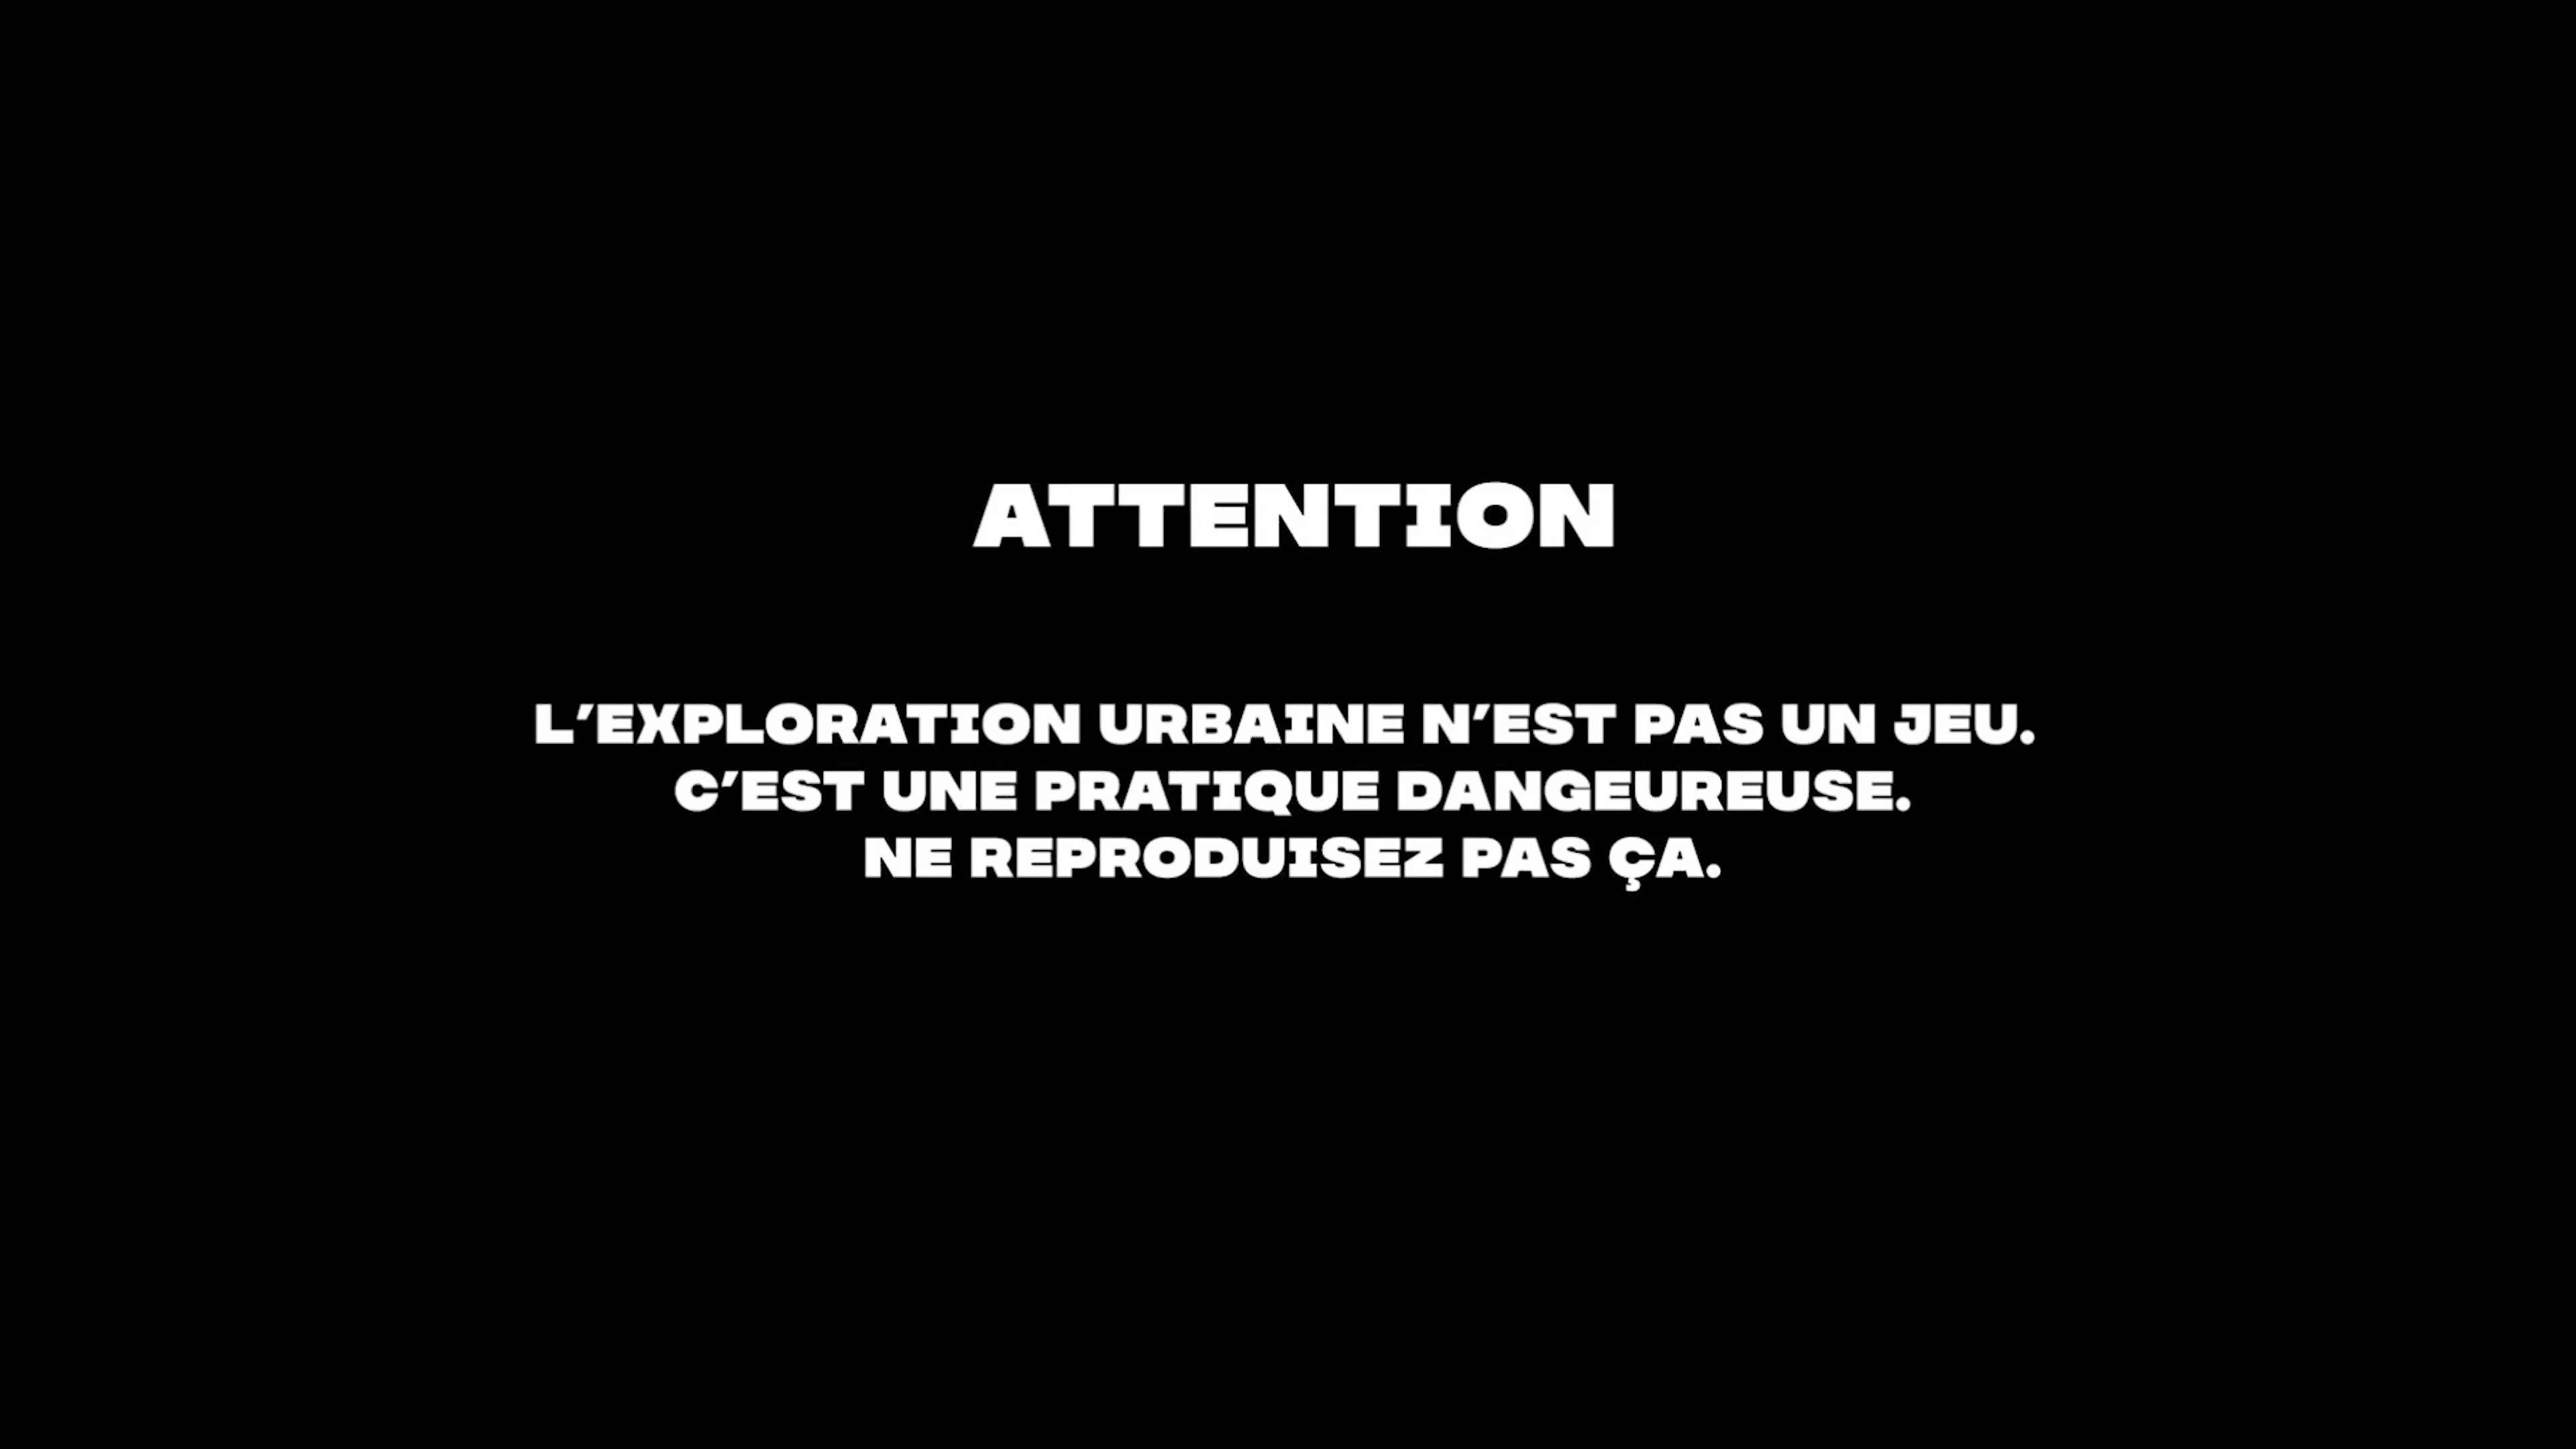 ATTENTION
L'EXPLORATION URBAINE N'EST PAS UN JEU.
C'EST UNE PRATIQUE DANGEUREUSE.
NE REPRODUISEZ PAS ÇA.